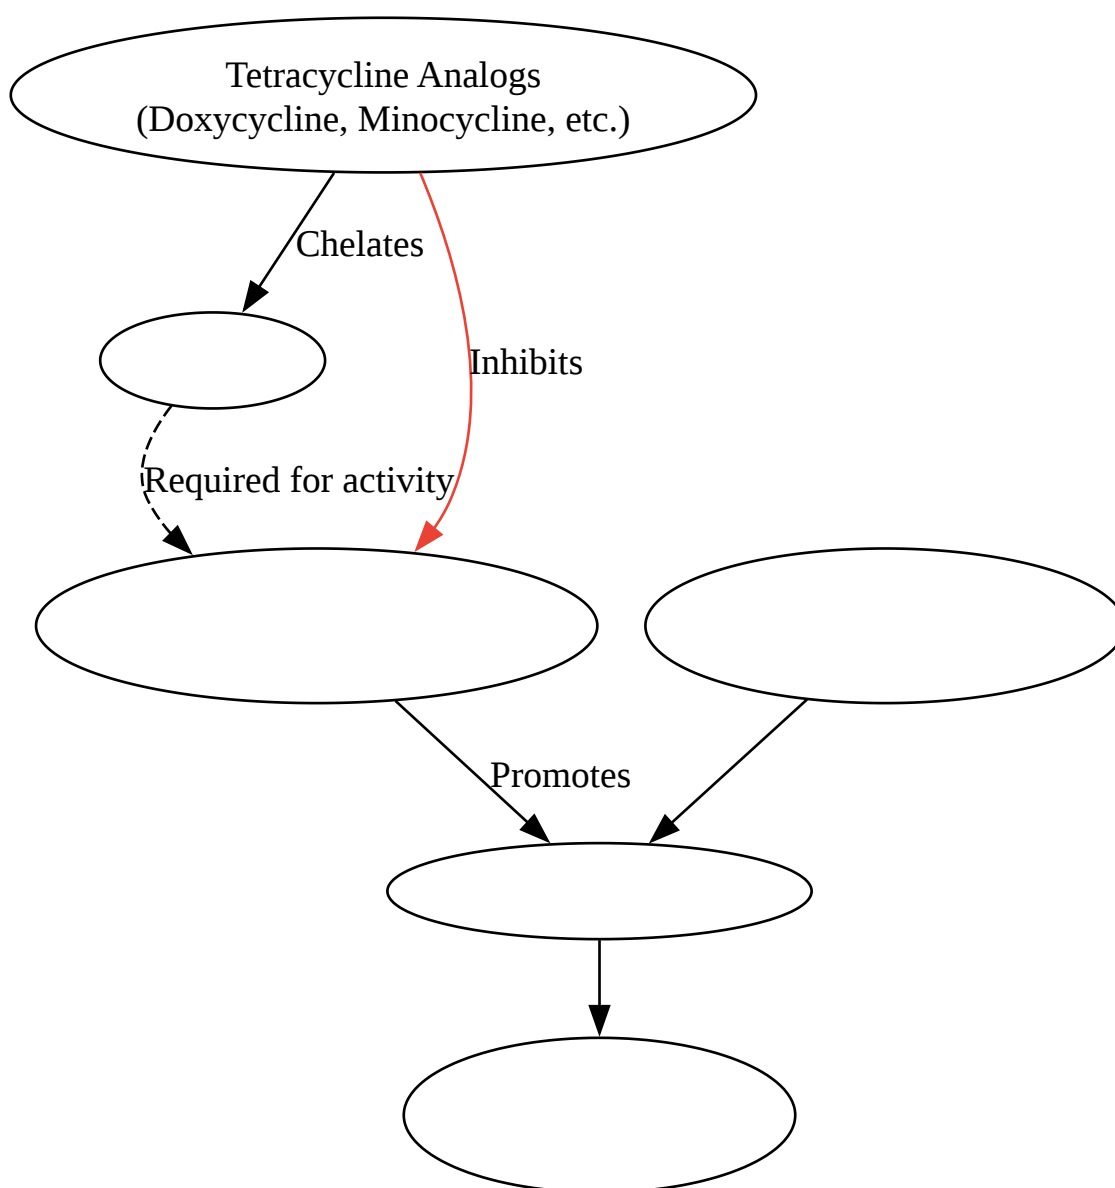 Tetracycline Analogs
(Doxycycline, Minocycline, etc.)
Chelates
Inhibits
Required for activity
Promotes